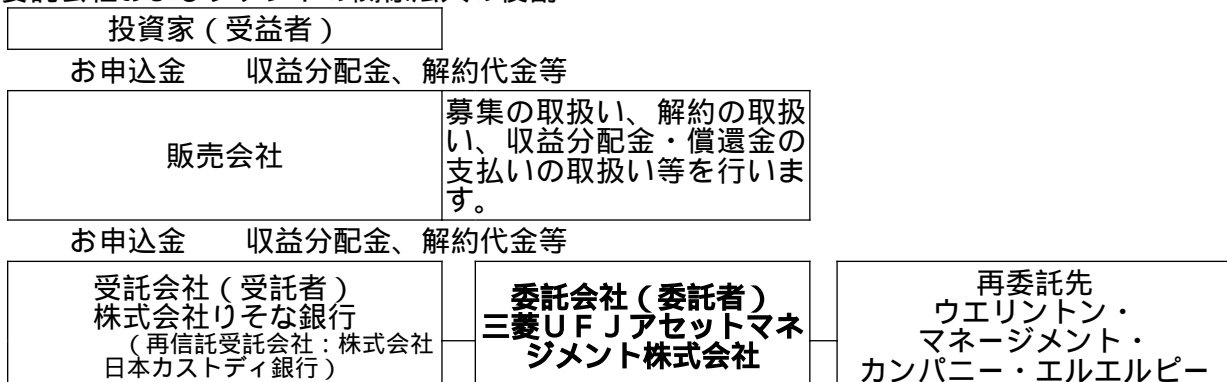 投資家(受益者)
お申込金 収益分配金、解約代金等
販売会社
募集の取扱い、解約の取扱
い、収益分配金・償還金の
支払いの取扱い等を行いま
す。
お申込金 収益分配金、解約代金等
受託会社(受託者)
株式会社りそな銀行
(再信託受託会社:株式会社
日本カストディ銀行)
委託会社(委託者)
三菱UFJアセットマネ
ジメント株式会社
再委託先
ウエリントン・
マネージメント・
カンパニー・エルエルピー